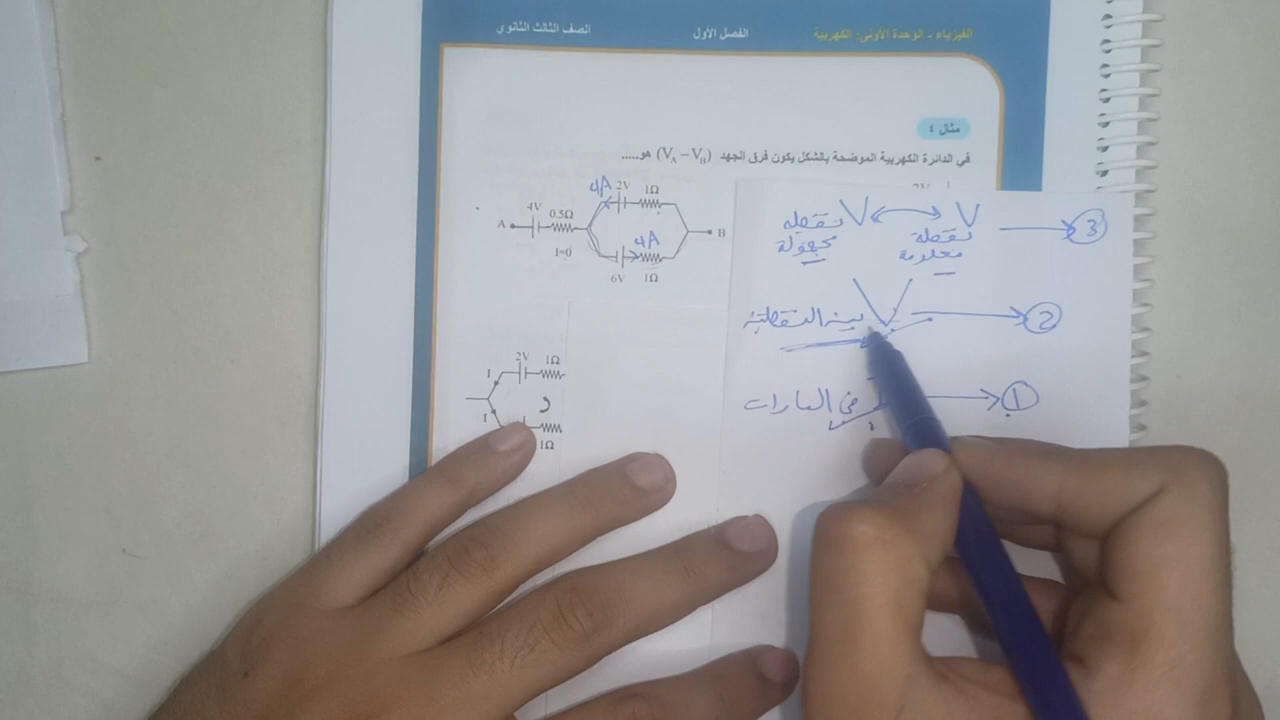 الفيزياء - الوحدة الأولى: الكهربية
الفصل الأول
الصف الثالث الثانوي
مثال ٤
في الدائرة الكهربية الموضحة بالشكل يكون فرق الجهد (V_A – V_B) هو.....
4A 2V 1Ω
4V 0.5Ω
A B
I=0 4A
6V 1Ω
2V 1Ω
I
I
1Ω
③ V نقطة معلومة V نقطة مجهولة
② V بين النقطتين
① في التيارات